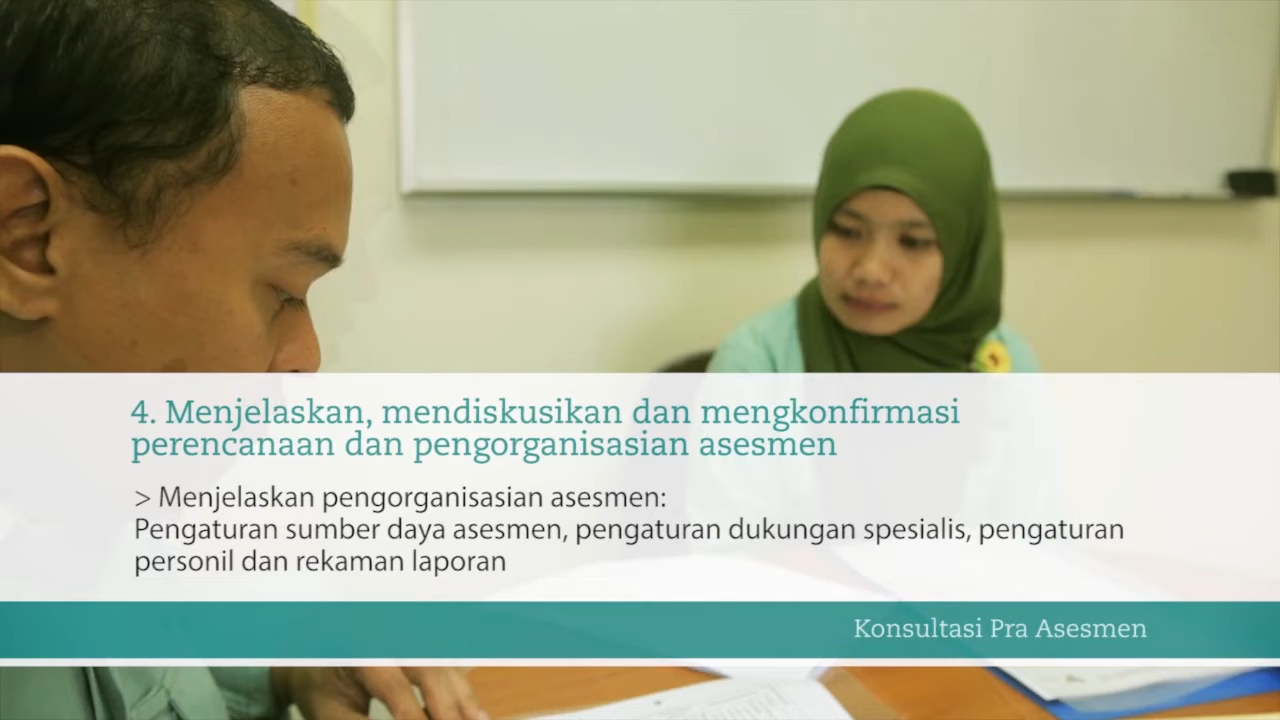 4. Menjelaskan, mendiskusikan dan mengkonfirmasi
perencanaan dan pengorganisasian asesmen
> Menjelaskan pengorganisasian asesmen:
Pengaturan sumber daya asesmen, pengaturan dukungan spesialis, pengaturan
personil dan rekaman laporan
Konsultasi Pra Asesmen